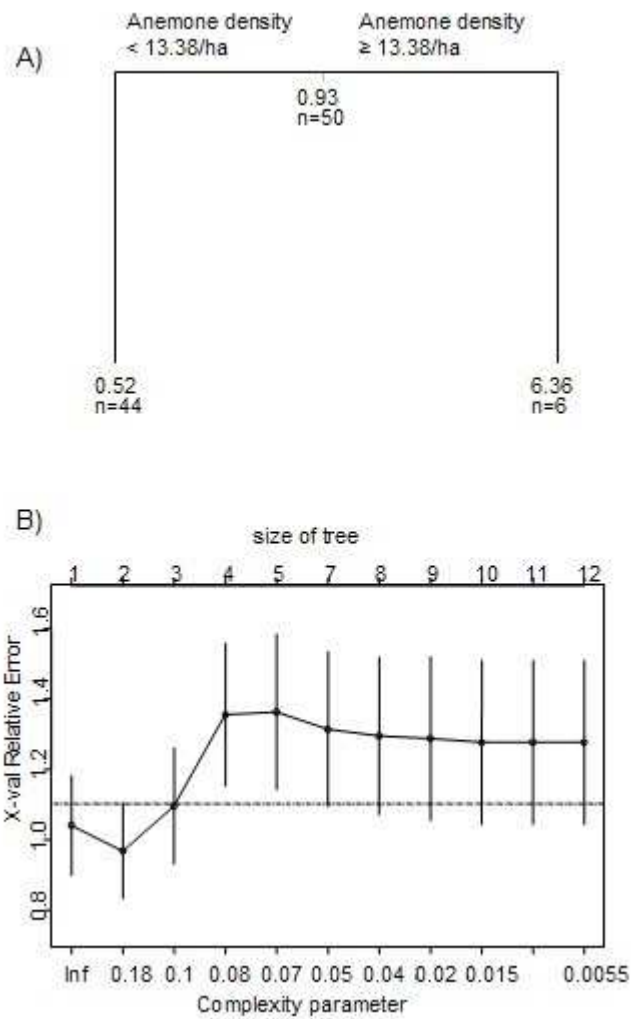 Anemone density
< 13.38/ha
Anemone density
≥ 13.38/ha
A)
0.93
n=50
0.52
n=44
6.36
n=6
B)
size of tree
1 2 3 4 5 7 8 9 10 11 12
X-val Relative Error
1.6
1.4
1.2
1.0
0.8
Inf 0.18 0.1 0.08 0.07 0.05 0.04 0.02 0.015 0.0055
Complexity parameter